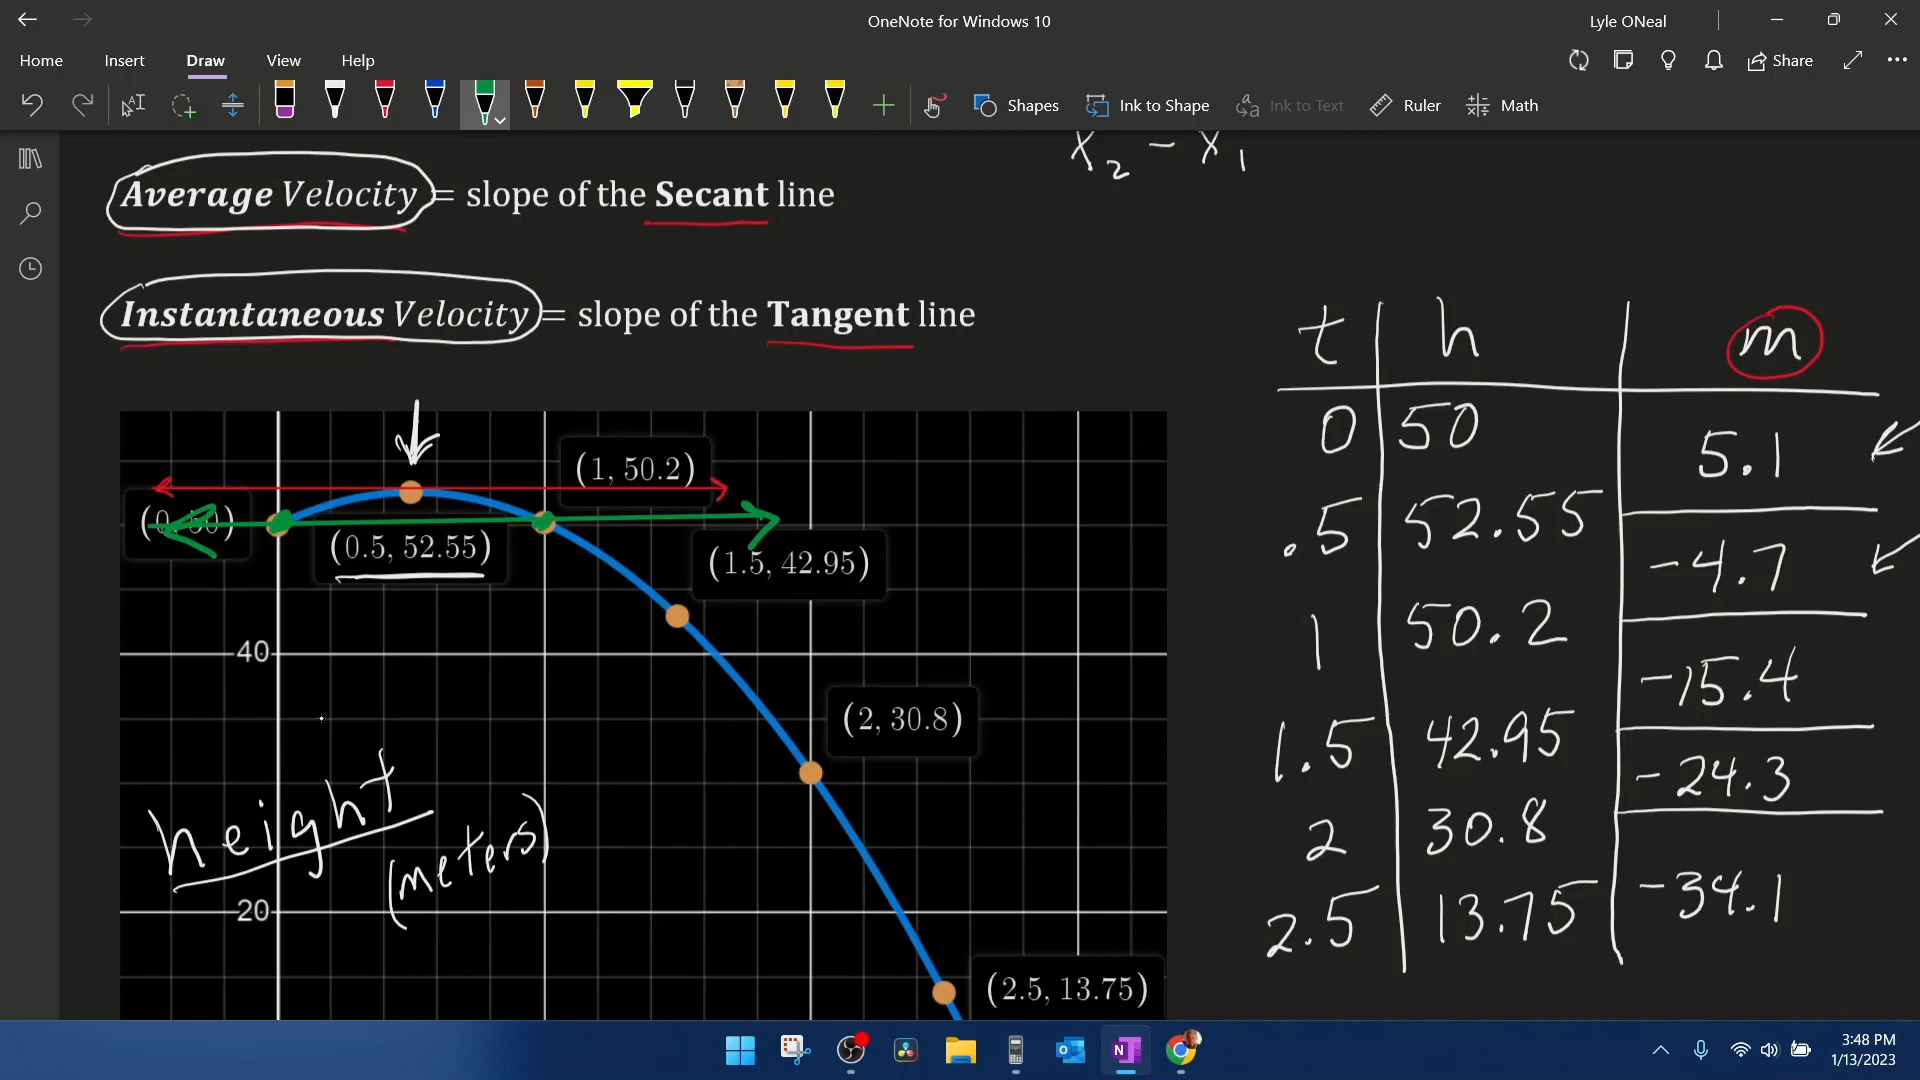 OneNote for Windows 10
Lyle ONeal
Home Insert Draw View Help
Share
Shapes Ink to Shape Ink to Text Ruler Math
x₂ - x₁
Average Velocity = slope of the Secant line
Instantaneous Velocity = slope of the Tangent line
t h m
0 50
5.1
.5 52.55
-4.7
1 50.2
-15.4
1.5 42.95
-24.3
2 30.8
-34.1
2.5 13.75
(1, 50.2)
(0, 50)
(0.5, 52.55)
(1.5, 42.95)
40
(2, 30.8)
height
(meters)
20
(2.5, 13.75)
3:48 PM
1/13/2023